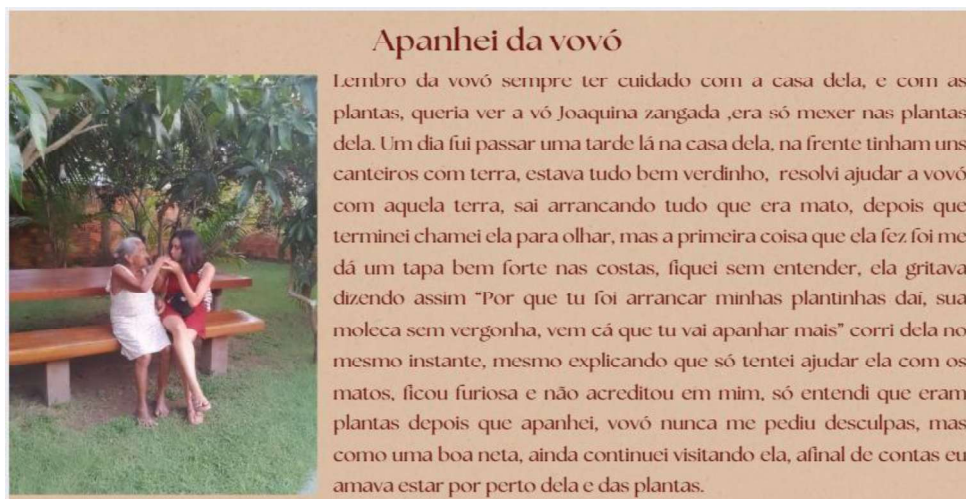 Apanhei da vovó
Lembro da vovó sempre ter cuidado com a casa dela, e com as
plantas, queria ver a vó Joaquina zangada ,era só mexer nas plantas
dela. Um dia fui passar uma tarde lá na casa dela, na frente tinham uns
canteiros com terra, estava tudo bem verdinho, resolvi ajudar a vovó
com aquela terra, sai arrancando tudo que era mato, depois que
terminei chamei ela para olhar, mas a primeira coisa que ela fez foi me
dá um tapa bem forte nas costas, fiquei sem entender, ela gritava
dizendo assim “Por que tu foi arrancar minhas plantinhas daí, sua
moleca sem vergonha, vem cá que tu vai apanhar mais” corri dela no
mesmo instante, mesmo explicando que só tentei ajudar ela com os
matos, ficou furiosa e não acreditou em mim, só entendi que eram
plantas depois que apanhei, vovó nunca me pediu desculpas, mas
como uma boa neta, ainda continuei visitando ela, afinal de contas eu
amava estar por perto dela e das plantas.